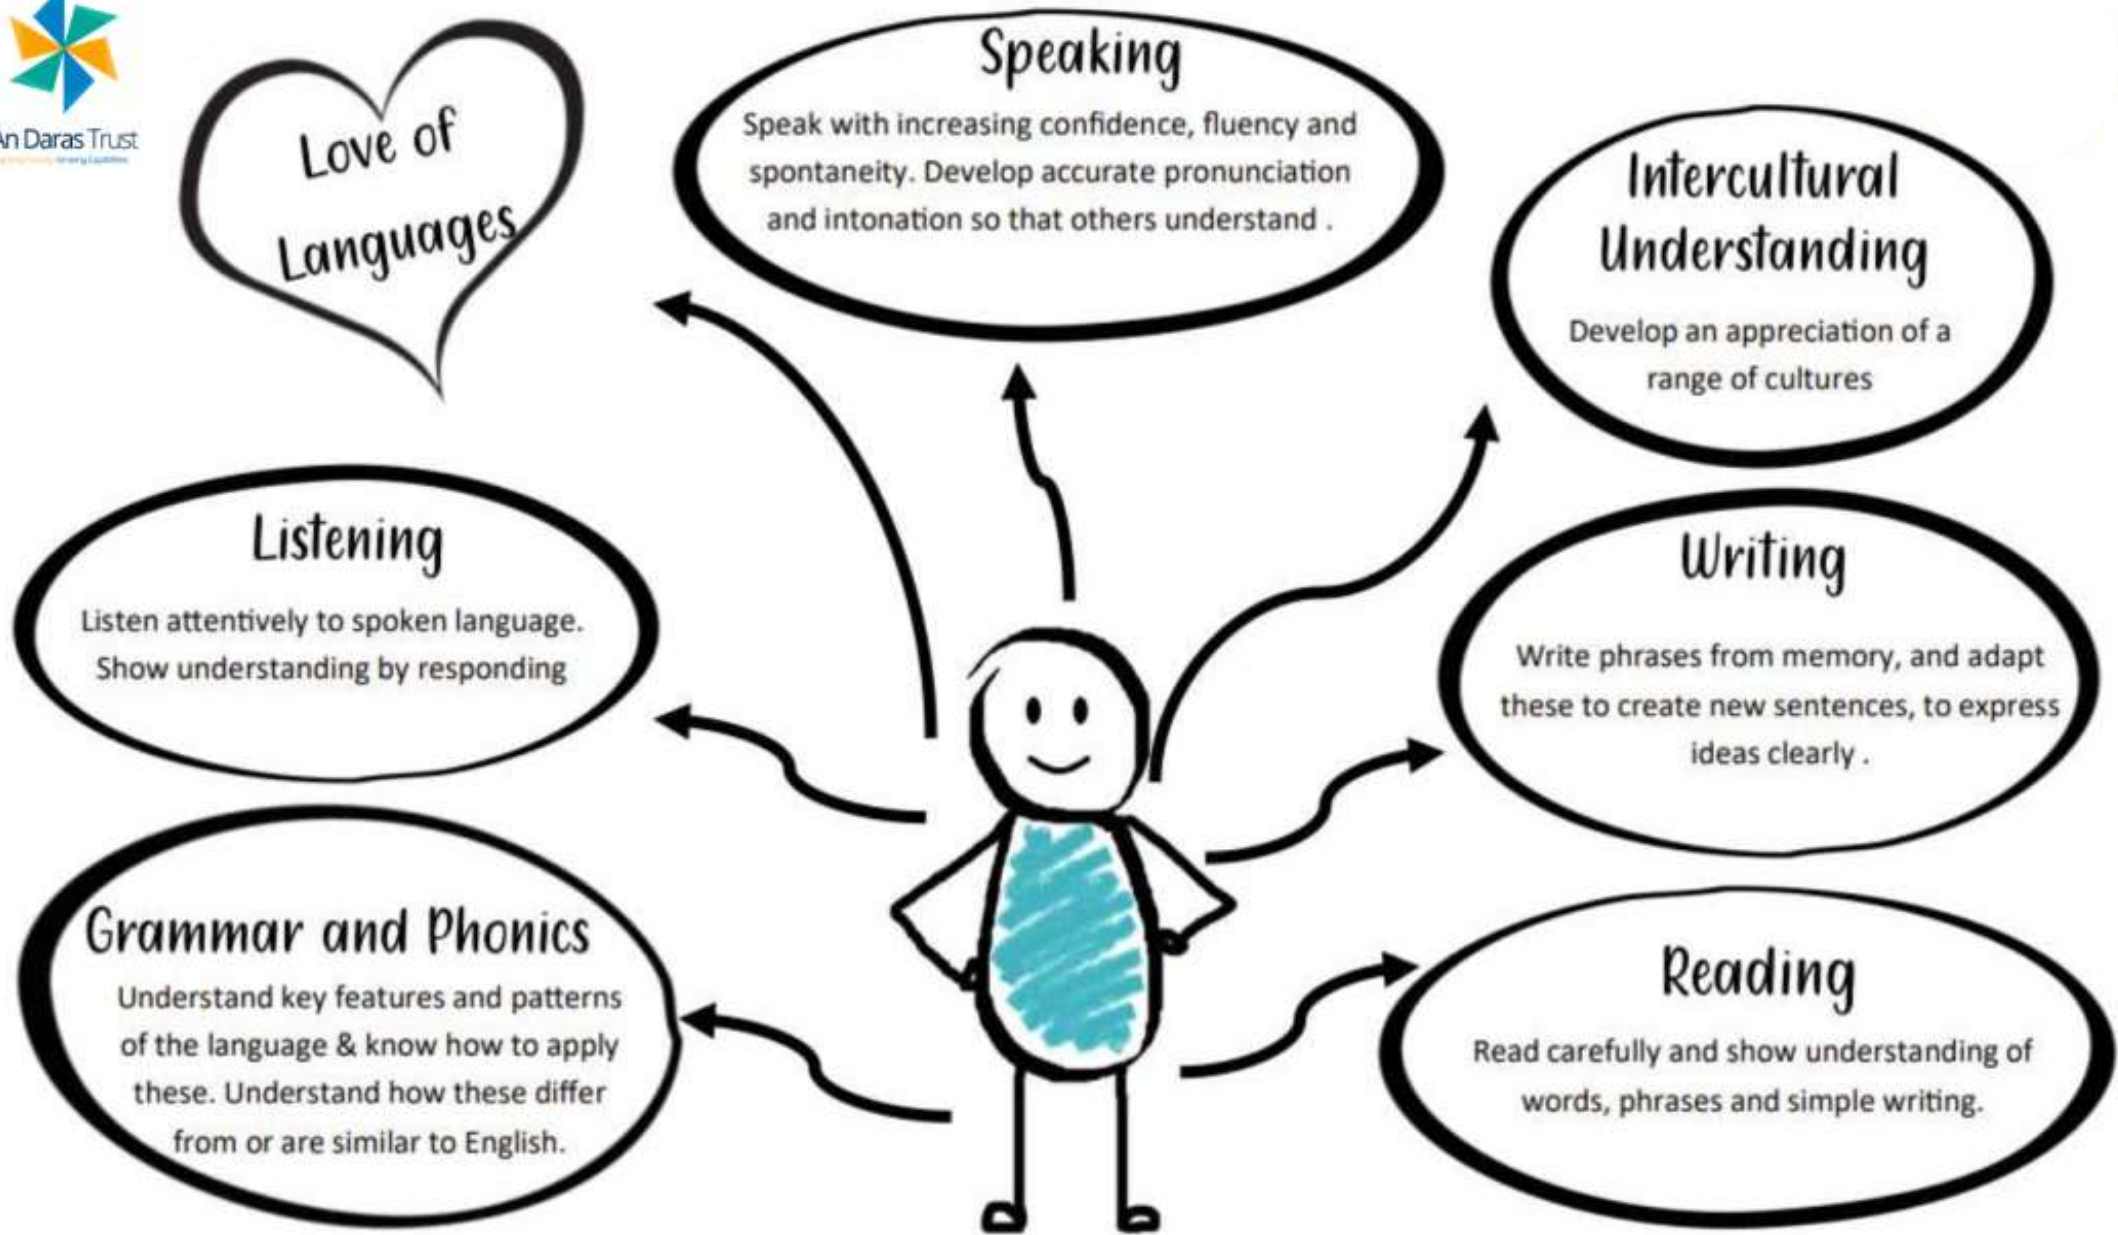 An Daras Trust
Love of
Languages
Speaking
Speak with increasing confidence, fluency and
spontaneity. Develop accurate pronunciation
and intonation so that others understand .
Intercultural
Understanding
Develop an appreciation of a
range of cultures
Listening
Listen attentively to spoken language.
Show understanding by responding
Writing
Write phrases from memory, and adapt
these to create new sentences, to express
ideas clearly .
Grammar and Phonics
Understand key features and patterns
of the language & know how to apply
these. Understand how these differ
from or are similar to English.
Reading
Read carefully and show understanding of
words, phrases and simple writing.